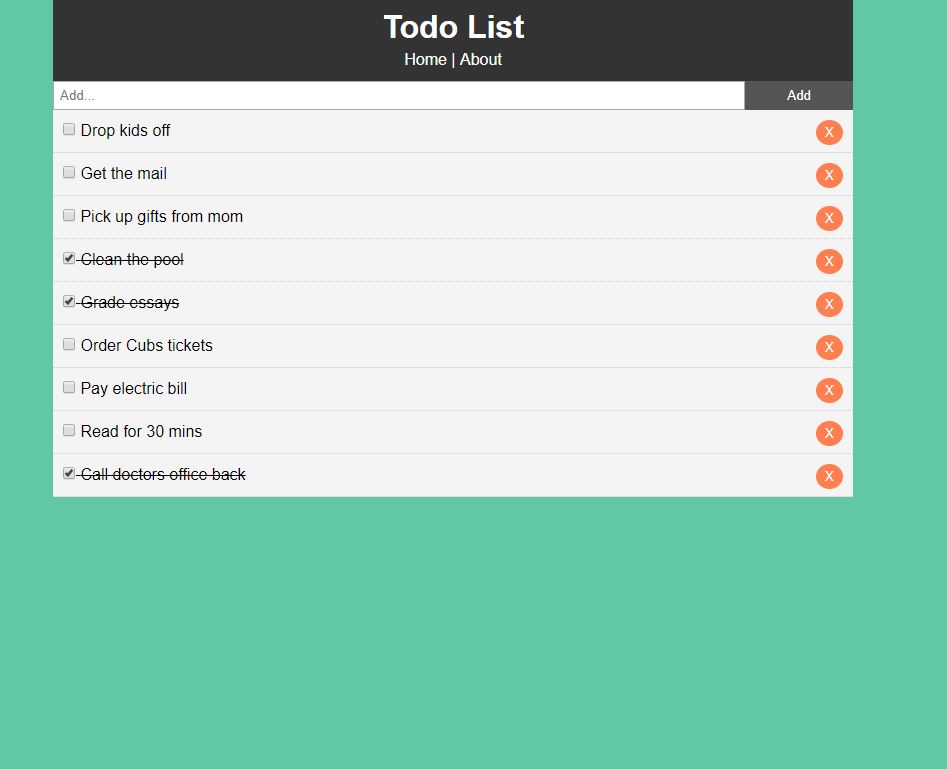 Todo List
Home | About
Add... Add
Drop kids off X
Get the mail X
Pick up gifts from mom X
Clean the pool X
Grade essays X
Order Cubs tickets X
Pay electric bill X
Read for 30 mins X
Call doctors office back X